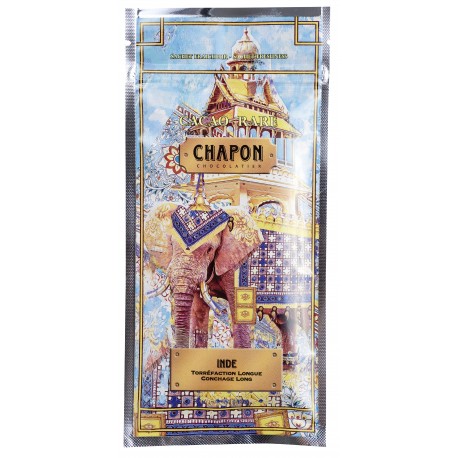 CACAO RARE
CHAPON
CHOCOLATIER
INDE
TORRÉFACTION LONGUE
CONCHAGE LONG